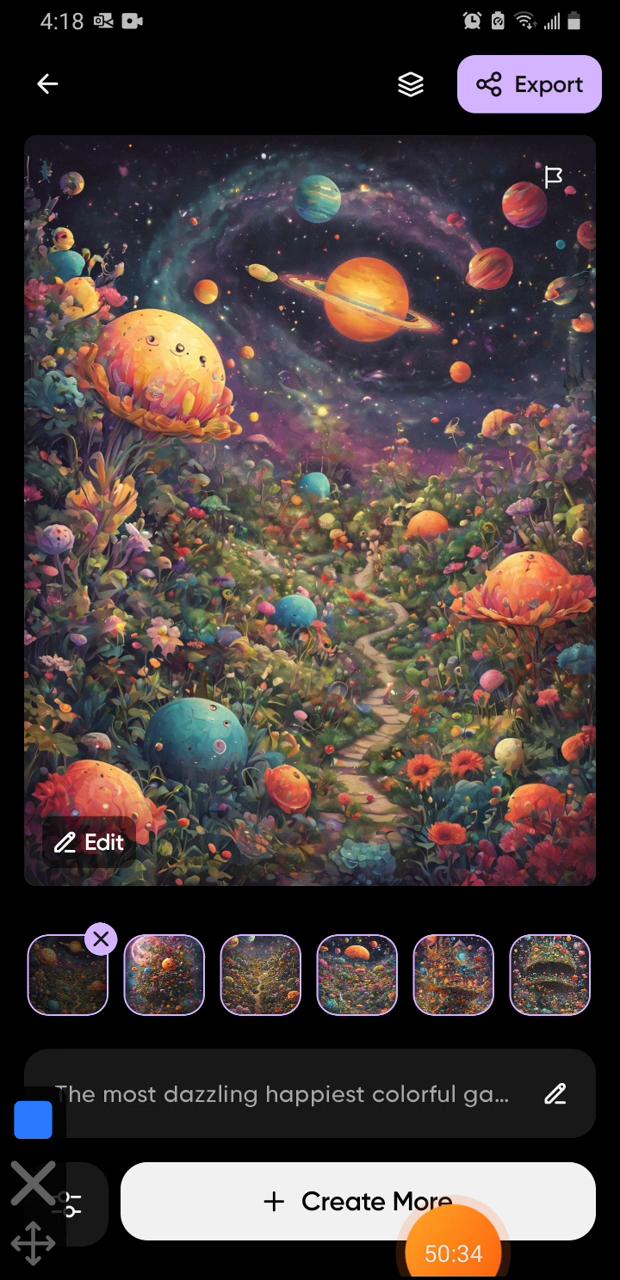 4:18
Export
Edit
The most dazzling happiest colorful ga...
+ Create More
50:34